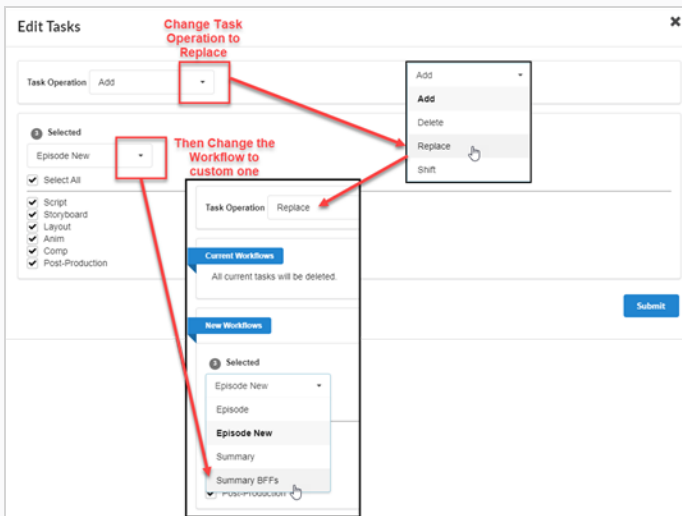 Edit Tasks
Change Task
Operation to
Replace
Task Operation
Add
Add
Add
Delete
Replace
Shift
3
Selected
Episode New
Select All
Script
Storyboard
Layout
Anim
Comp
Post-Production
Then Change the
Workflow to
custom one
Task Operation
Replace
Current Workflows
All current tasks will be deleted.
New Workflows
3
Selected
Episode New
Episode
Episode New
Summary
Summary BFFs
Post-Production
Submit